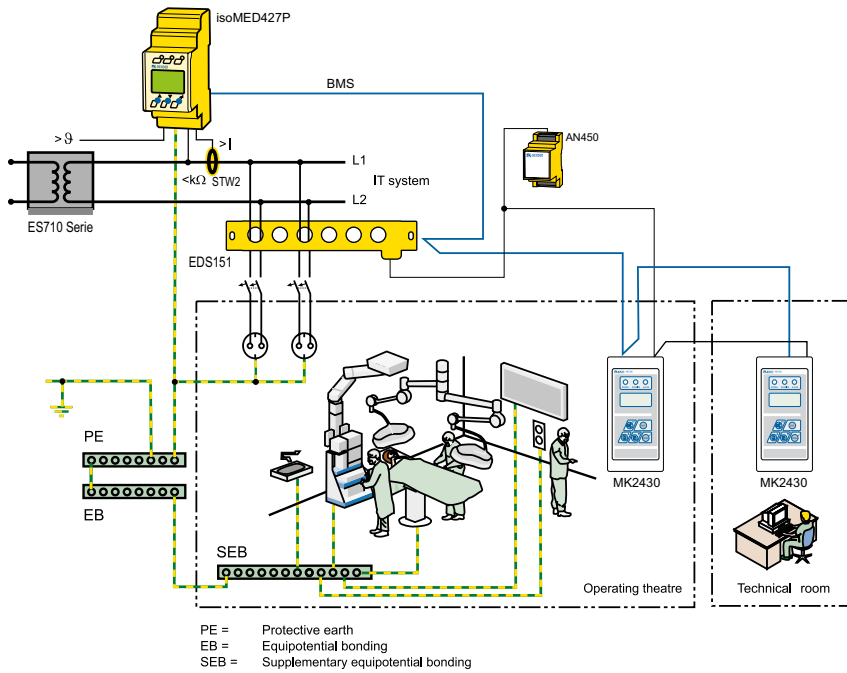 isoMED427P
BMS
>ϑ
>I
AN450
L1
<kΩ
STW2
IT system
L2
ES710 Serie
EDS151
PE
MK2430
MK2430
EB
SEB
Operating theatre
Technical room
PE = Protective earth
EB = Equipotential bonding
SEB = Supplementary equipotential bonding